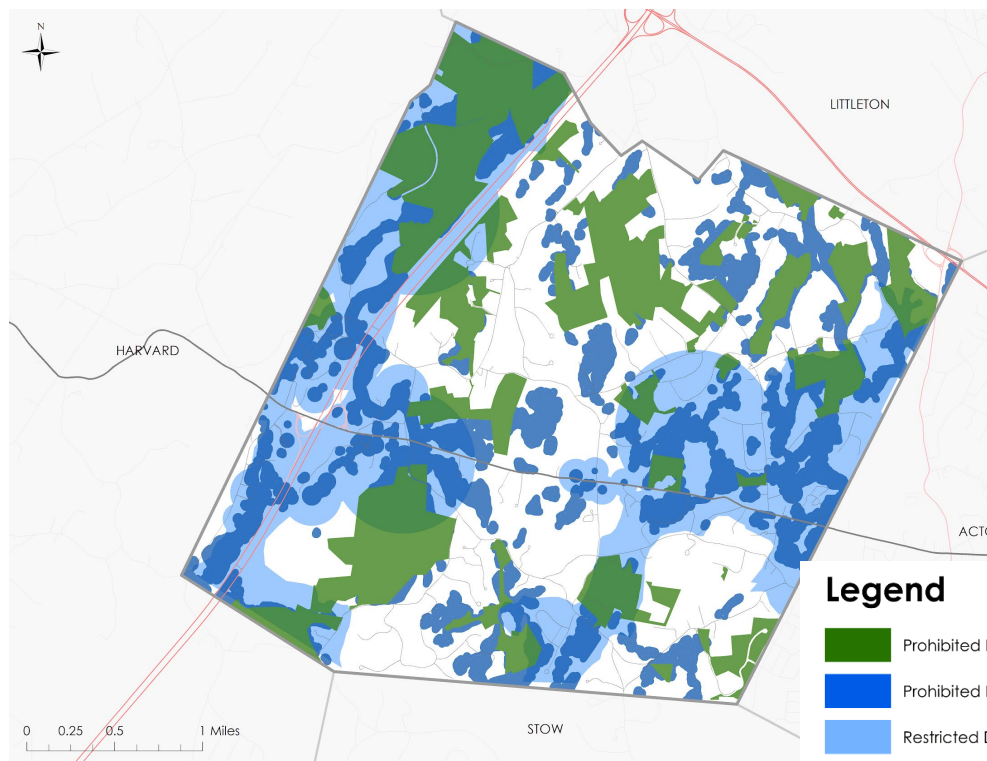 N
LITTLETON
HARVARD
ACTO
Legend
Prohibited
Prohibited
Restricted
STOW
0 0.25 0.5 1 Miles